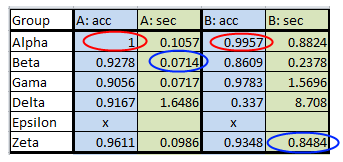 Group A: acc A: sec B: acc B: sec
Alpha 1 0.1057 0.9957 0.8824
Beta 0.9278 0.0714 0.8609 0.2378
Gama 0.9056 0.0717 0.9783 1.5696
Delta 0.9167 1.6486 0.337 8.708
Epsilon x x
Zeta 0.9611 0.0986 0.9348 0.8484